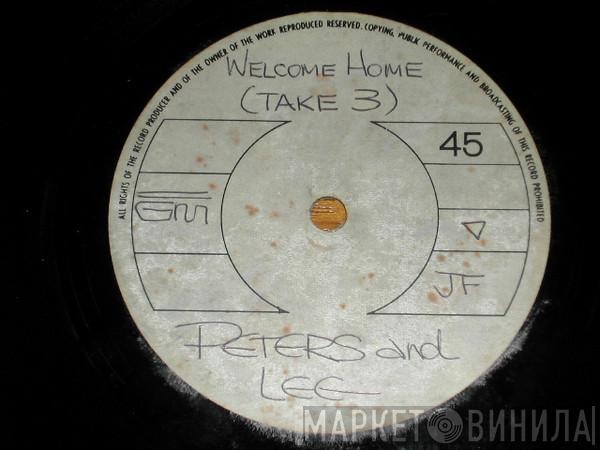 ALL RIGHTS OF THE RECORD PRODUCER AND OF THE OWNER OF THE WORK REPRODUCED RESERVED. COPYING, PUBLIC PERFORMANCE AND BROADCASTING OF THIS RECORD PROHIBITED
WELCOME HOME
(TAKE 3)
45
JF
PETERS and
LEE
МАРКЕТ ВИНИЛА